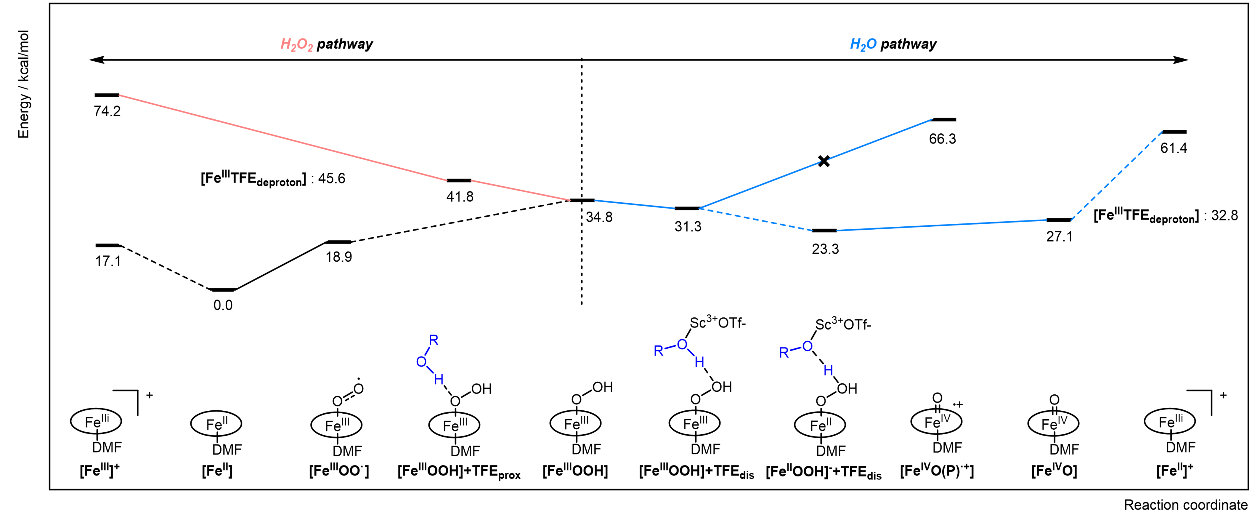 H2O2 pathway
H2O pathway
Energy / kcal/mol
74.2
[FeIIITFEdeproton] : 45.6
41.8
34.8
31.3
66.3
61.4
[FeIIITFEdeproton] : 32.8
17.1
0.0
18.9
23.3
27.1
Sc3+OTf-
Sc3+OTf-
R
O
H
R
O
H
R
O
H
+
FeIIi
DMF
FeII
DMF
O
O
·
FeIII
DMF
O
OH
FeIII
DMF
O
OH
FeIII
DMF
O
OH
FeIII
DMF
O
OH
FeII
DMF
O
·+
FeIV
DMF
O
FeIV
DMF
+
FeIIi
DMF
[FeIII]+
[FeII]
[FeIIIOO·]
[FeIIIOOH]+TFEprox
[FeIIIOOH]
[FeIIIOOH]+TFEdis
[FeIIOOH]-+TFEdis
[FeIVO(P)·+]
[FeIVO]
[FeII]+
Reaction coordinate